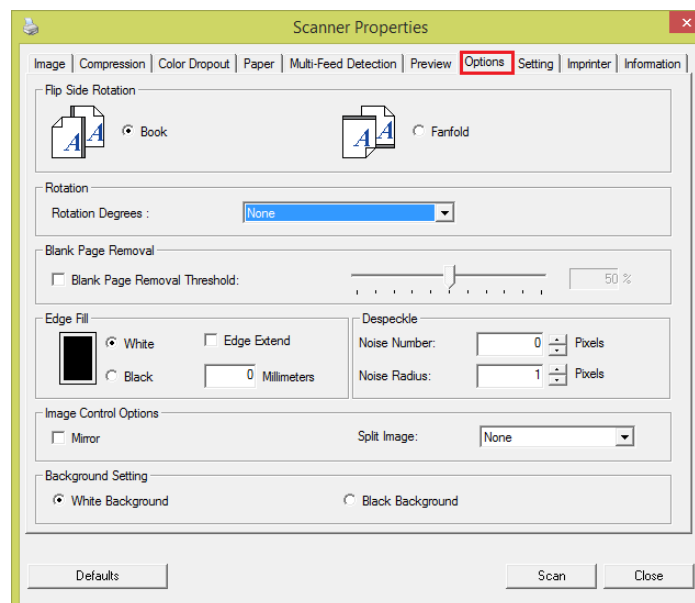 Scanner Properties
Image Compression Color Dropout Paper Multi-Feed Detection Preview Options Setting Imprinter Information
Flip Side Rotation
A A Book A A Fanfold
Rotation
Rotation Degrees : None
Blank Page Removal
Blank Page Removal Threshold: 50 %
Edge Fill Despeckle
White Edge Extend Noise Number: 0 Pixels
Black 0 Millimeters Noise Radius: 1 Pixels
Image Control Options
Mirror Split Image: None
Background Setting
White Background Black Background
Defaults Scan Close